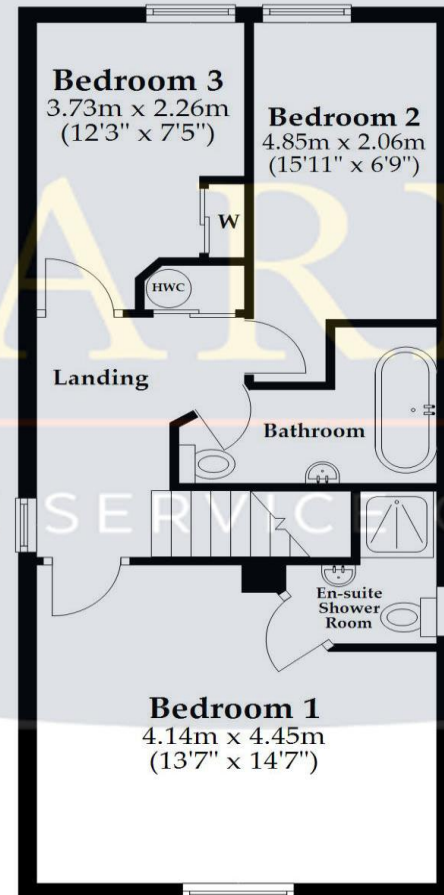 Bedroom 3
3.73m x 2.26m
(12'3" x 7'5")
Bedroom 2
4.85m x 2.06m
(15'11" x 6'9")
W
HWC
Landing
Bathroom
SERVICE
En-suite
Shower
Room
Bedroom 1
4.14m x 4.45m
(13'7" x 14'7")